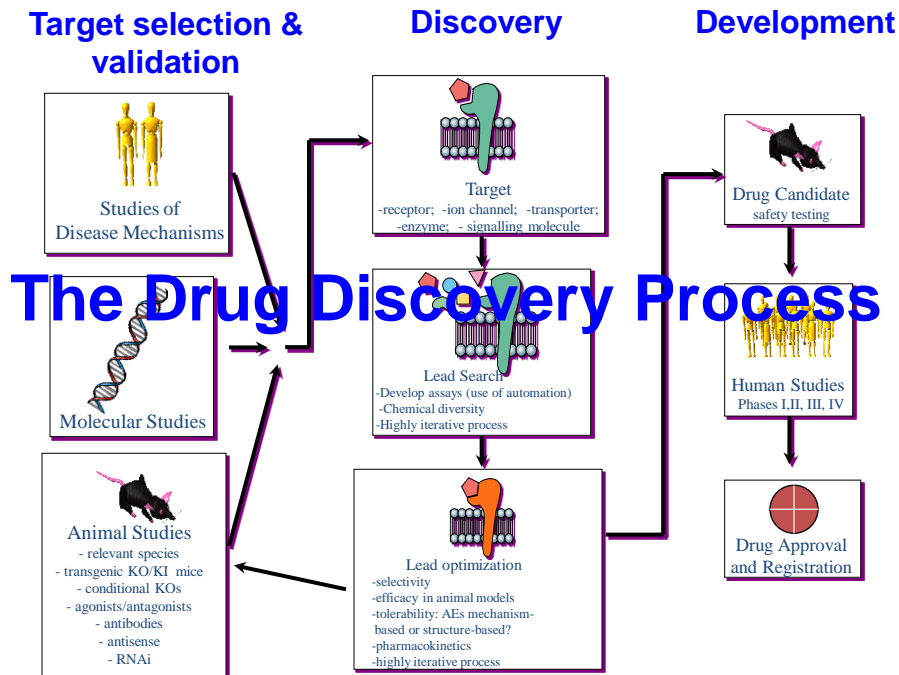 Target selection &
validation
Discovery
Development
The Drug Discovery Process
Studies of
Disease Mechanisms
Molecular Studies
Animal Studies
- relevant species
- transgenic KO/KI mice
- conditional KOs
- agonists/antagonists
- antibodies
- antisense
- RNAi
Target
-receptor; -ion channel; -transporter;
-enzyme; - signalling molecule
Lead Search
-Develop assays (use of automation)
-Chemical diversity
-Highly iterative process
Lead optimization
-selectivity
-efficacy in animal models
-tolerability: AEs mechanism-
based or structure-based?
-pharmacokinetics
-highly iterative process
Drug Candidate
safety testing
Human Studies
Phases I,II, III, IV
Drug Approval
and Registration